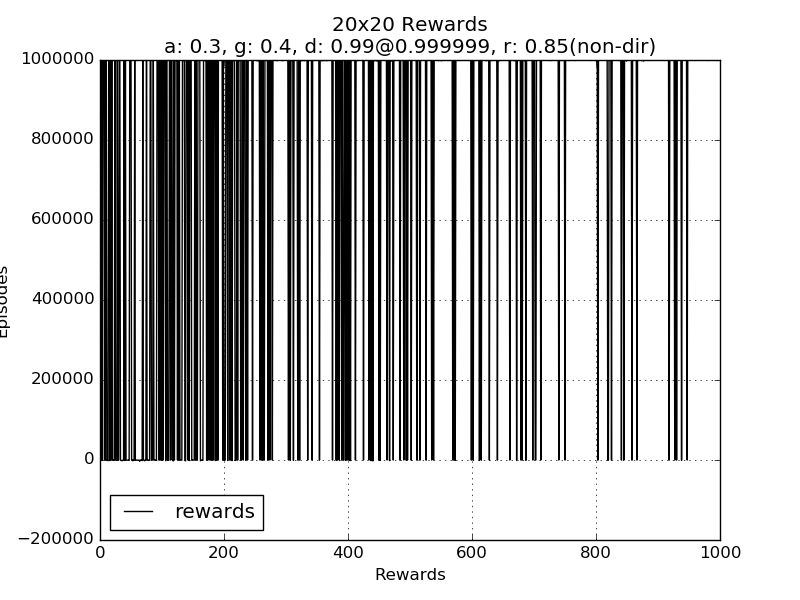 20x20 Rewards
a: 0.3, g: 0.4, d: 0.99@0.999999, r: 0.85(non-dir)
1000000
800000
600000
400000
200000
0
−200000
Episodes
rewards
0 200 400 600 800 1000
Rewards